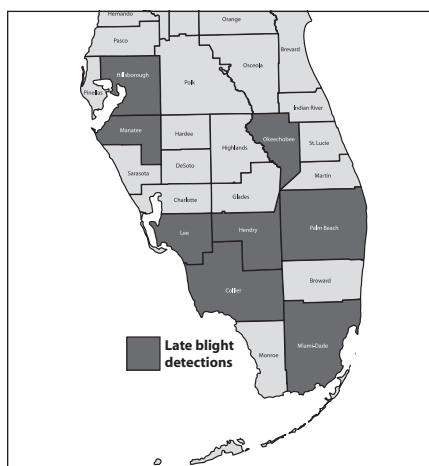 Hernando
Orange
Pasco
Brevard
Osceola
Hillsborough
Polk
Pinellas
Indian River
Manatee
Hardee
Okeechobee
St. Lucie
Highlands
DeSoto
Sarasota
Martin
Charlotte
Glades
Lee
Hendry
Palm Beach
Broward
Collier
Late blight
detections
Monroe
Miami-Dade